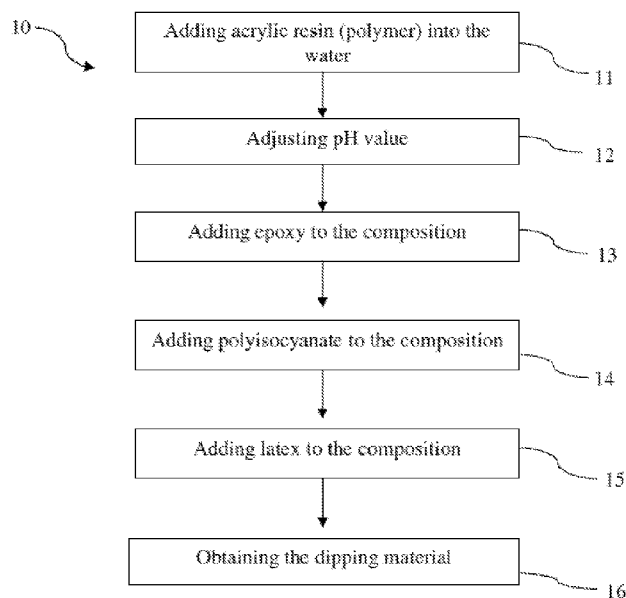 10
Adding acrylic resin (polymer) into the
water
11
Adjusting pH value
12
Adding epoxy to the composition
13
Adding polyisocyanate to the composition
14
Adding latex to the composition
15
Obtaining the dipping material
16